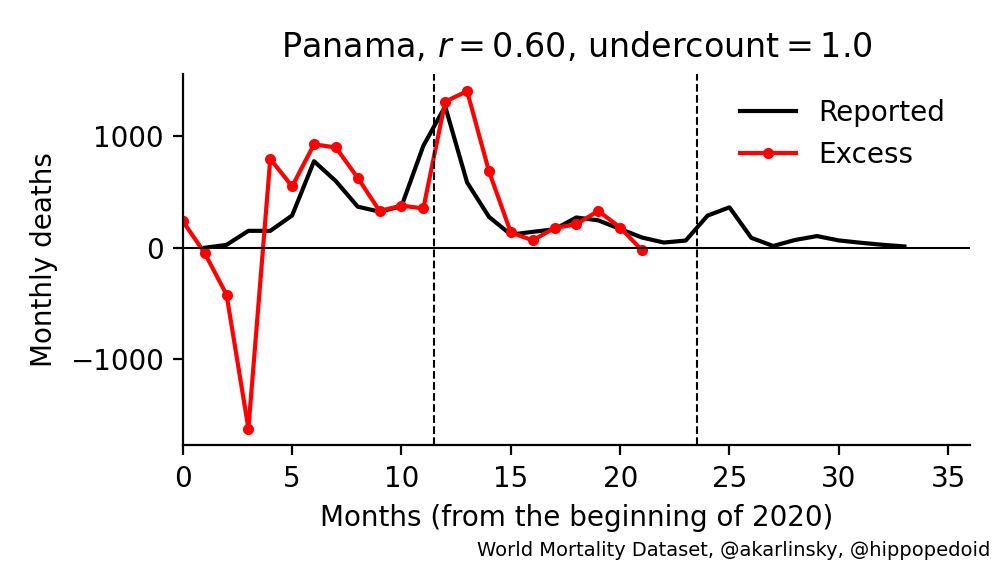 Panama, r = 0.60, undercount = 1.0
Reported
Excess
Monthly deaths
1000
0
−1000
0 5 10 15 20 25 30 35
Months (from the beginning of 2020)
World Mortality Dataset, @akarlinsky, @hippopedoid